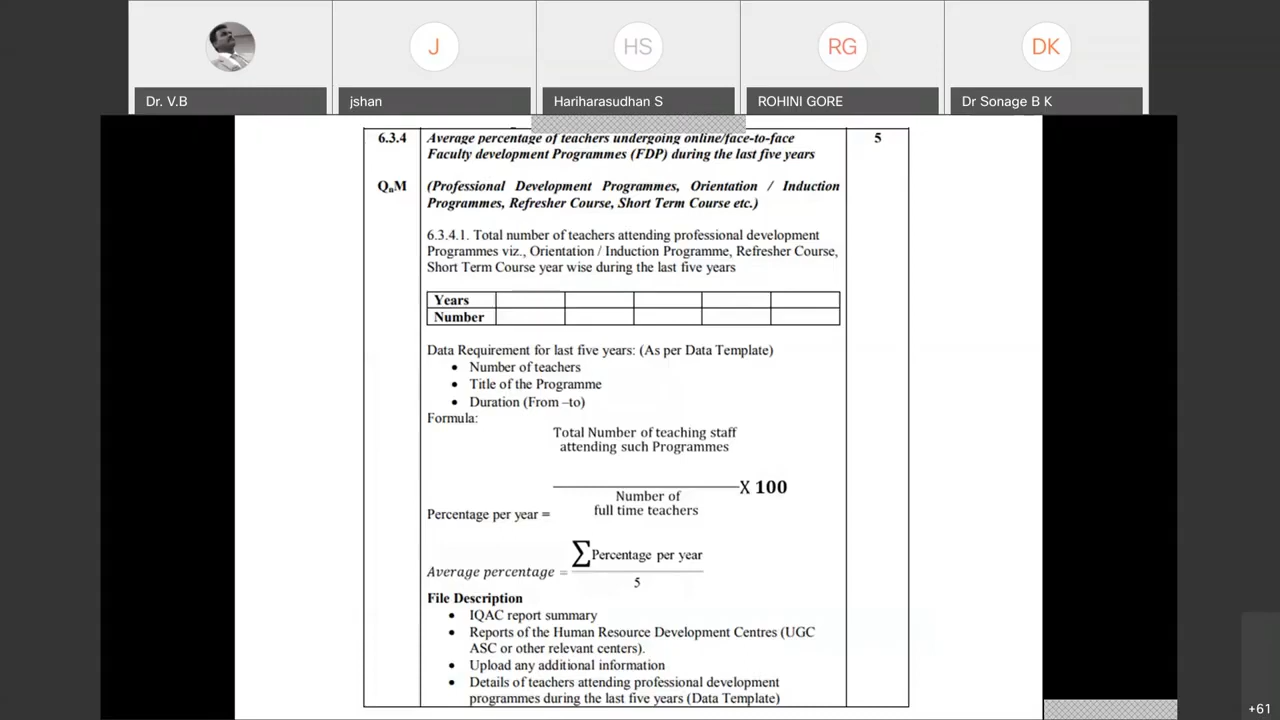 J
HS
RG
DK
Dr. V.B
jshan
Hariharasudhan S
ROHINI GORE
Dr Sonage B K
6.3.4
Average percentage of teachers undergoing online/face-to-face
5
Faculty development Programmes (FDP) during the last five years
QnM
(Professional Development Programmes, Orientation / Induction
Programmes, Refresher Course, Short Term Course etc.)
6.3.4.1. Total number of teachers attending professional development
Programmes viz., Orientation / Induction Programme, Refresher Course,
Short Term Course year wise during the last five years
Years
Number
Data Requirement for last five years: (As per Data Template)
• Number of teachers
• Title of the Programme
• Duration (From –to)
Formula:
Total Number of teaching staff
attending such Programmes
X 100
Number of
full time teachers
Percentage per year =
∑Percentage per year
Average percentage =
5
File Description
• IQAC report summary
• Reports of the Human Resource Development Centres (UGC
ASC or other relevant centers).
• Upload any additional information
• Details of teachers attending professional development
programmes during the last five years (Data Template)
+61